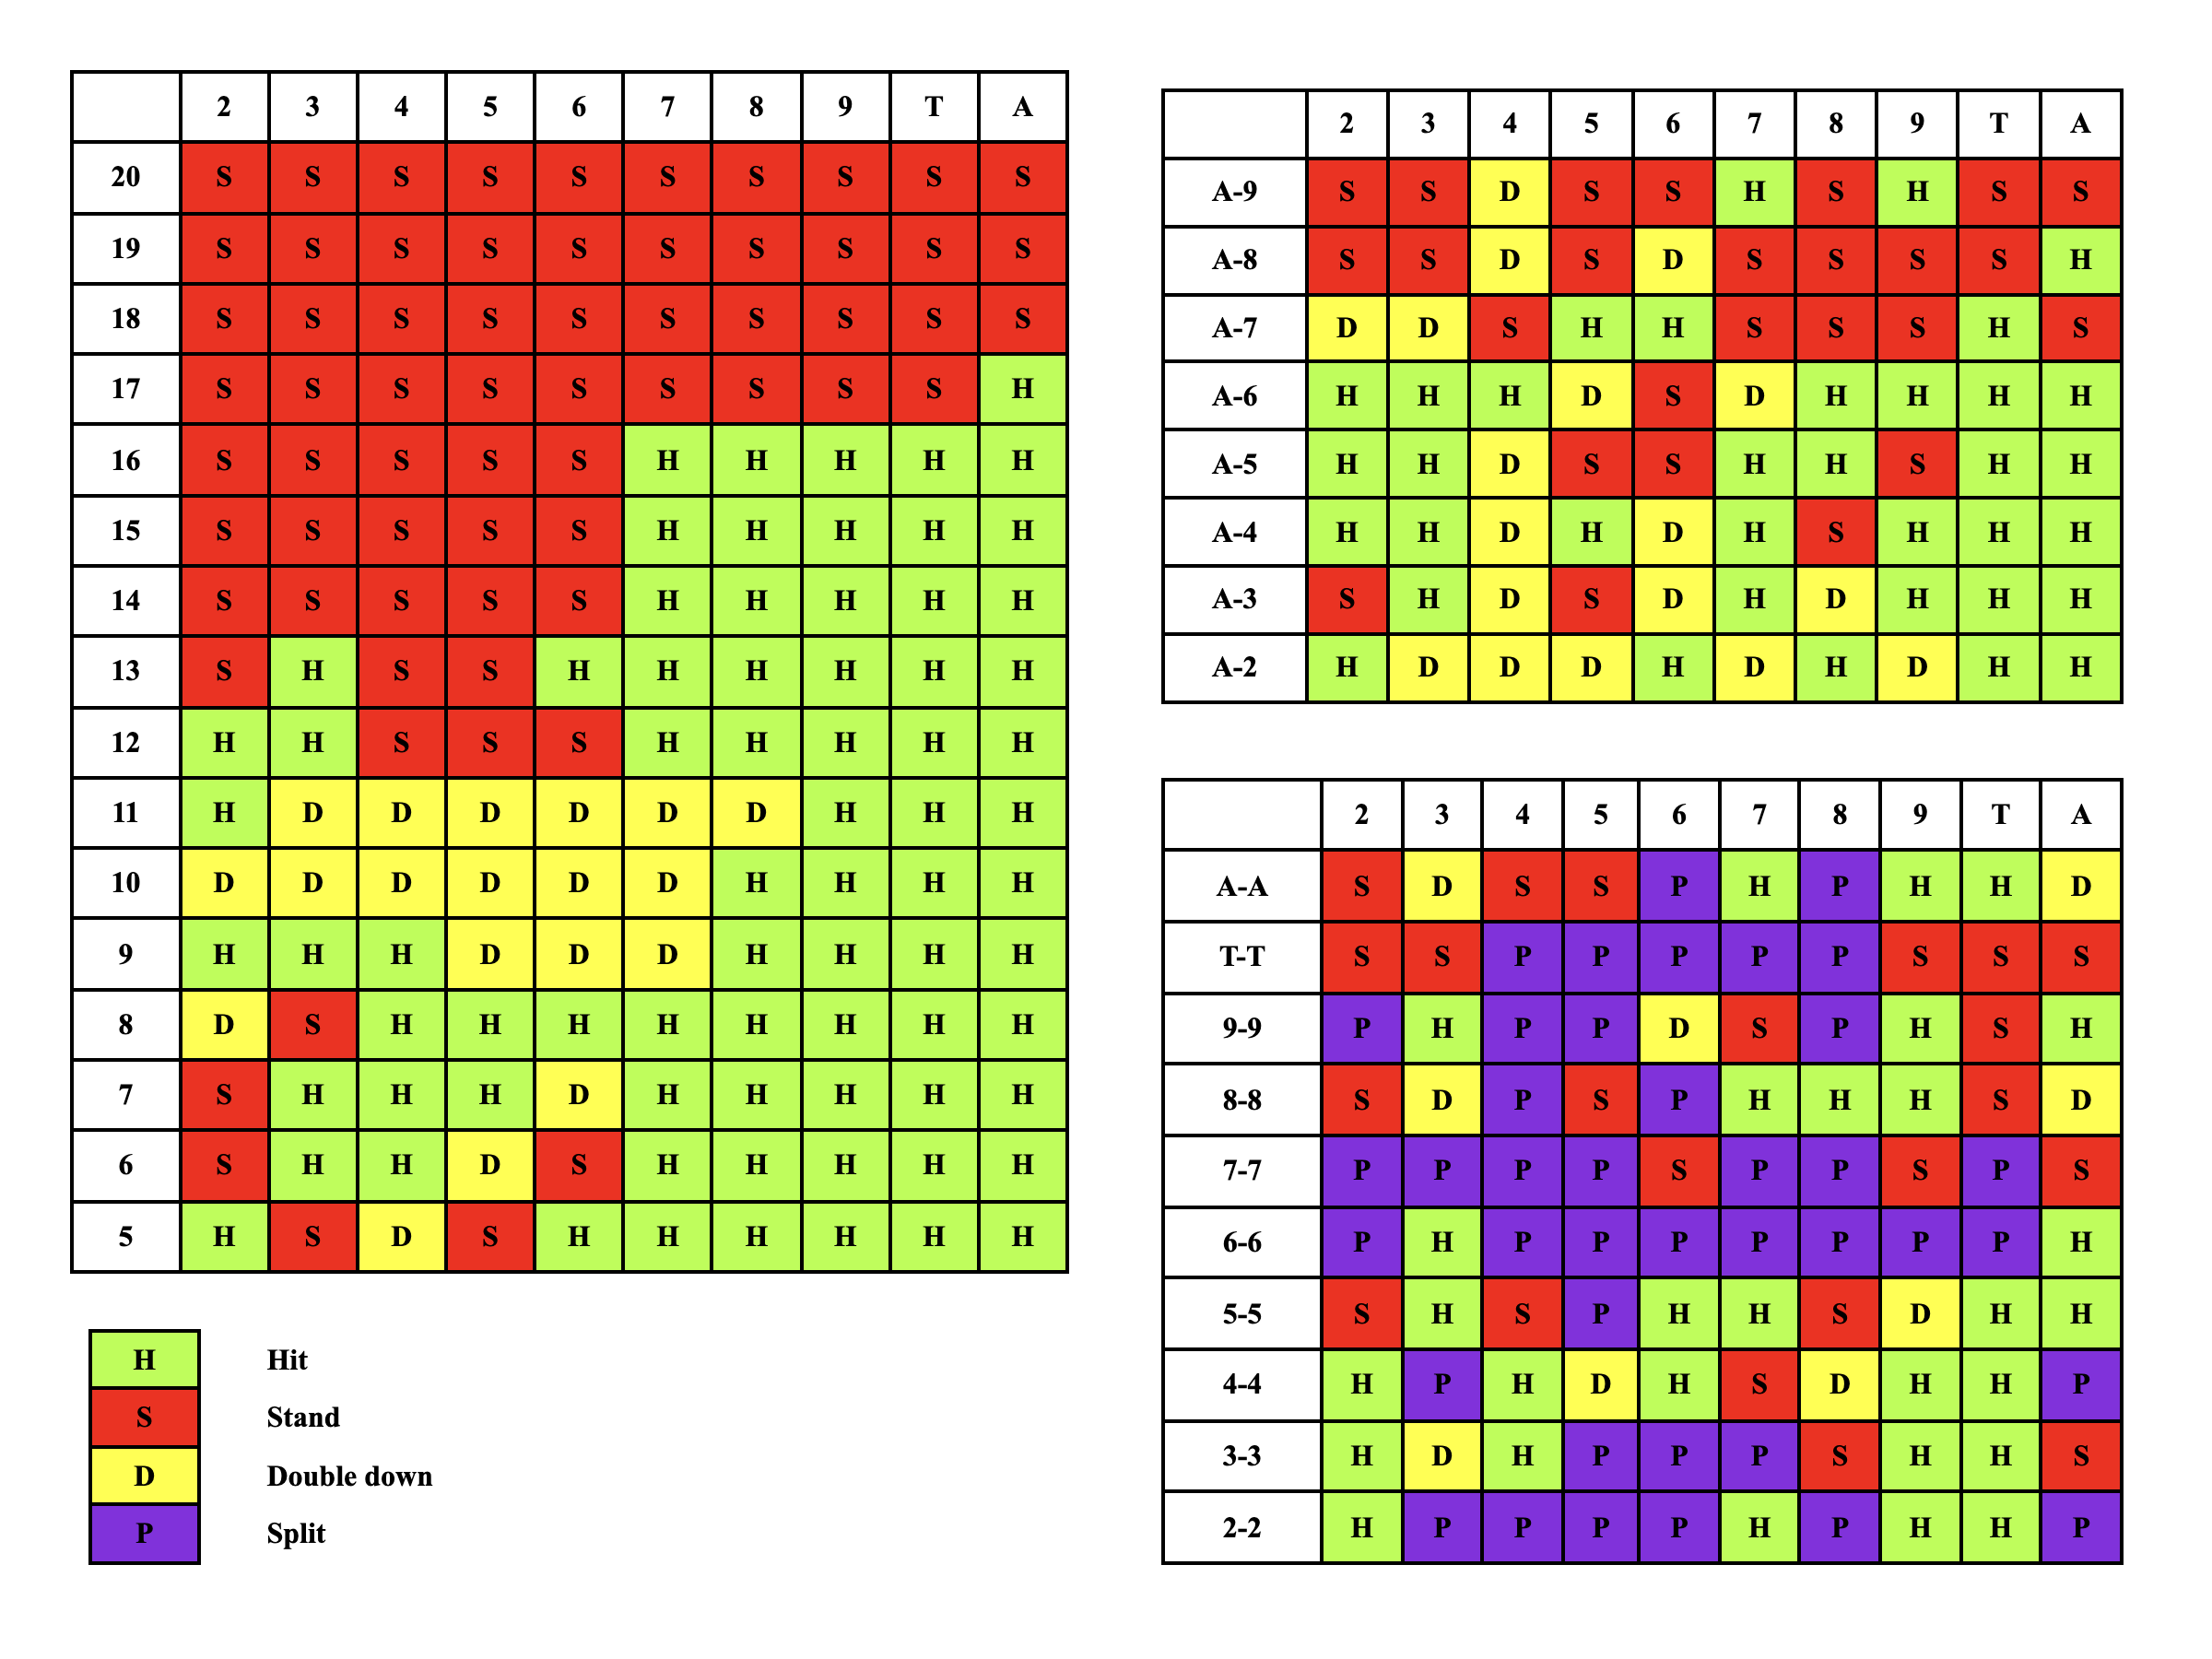 2 3 4 5 6 7 8 9 T A
20 S S S S S S S S S S
19 S S S S S S S S S S
18 S S S S S S S S S S
17 S S S S S S S S S H
16 S S S S S H H H H H
15 S S S S S H H H H H
14 S S S S S H H H H H
13 S H S S H H H H H H
12 H H S S S H H H H H
11 H D D D D D D H H H
10 D D D D D D H H H H
9 H H H D D D H H H H
8 D S H H H H H H H H
7 S H H H D H H H H H
6 S H H D S H H H H H
5 H S D S H H H H H H
H Hit
S Stand
D Double down
P Split
2 3 4 5 6 7 8 9 T A
A-9 S S D S S H S H S S
A-8 S S D S D S S S S H
A-7 D D S H H S S S H S
A-6 H H H D S D H H H H
A-5 H H D S S H H S H H
A-4 H H D H D H S H H H
A-3 S H D S D H D H H H
A-2 H D D D H D H D H H
2 3 4 5 6 7 8 9 T A
A-A S D S S P H P H H D
T-T S S P P P P P S S S
9-9 P H P P D S P H S H
8-8 S D P S P H H H S D
7-7 P P P P S P P S P S
6-6 P H P P P P P P P H
5-5 S H S P H H S D H H
4-4 H P H D H S D H H P
3-3 H D H P P P S H H S
2-2 H P P P P H P H H P